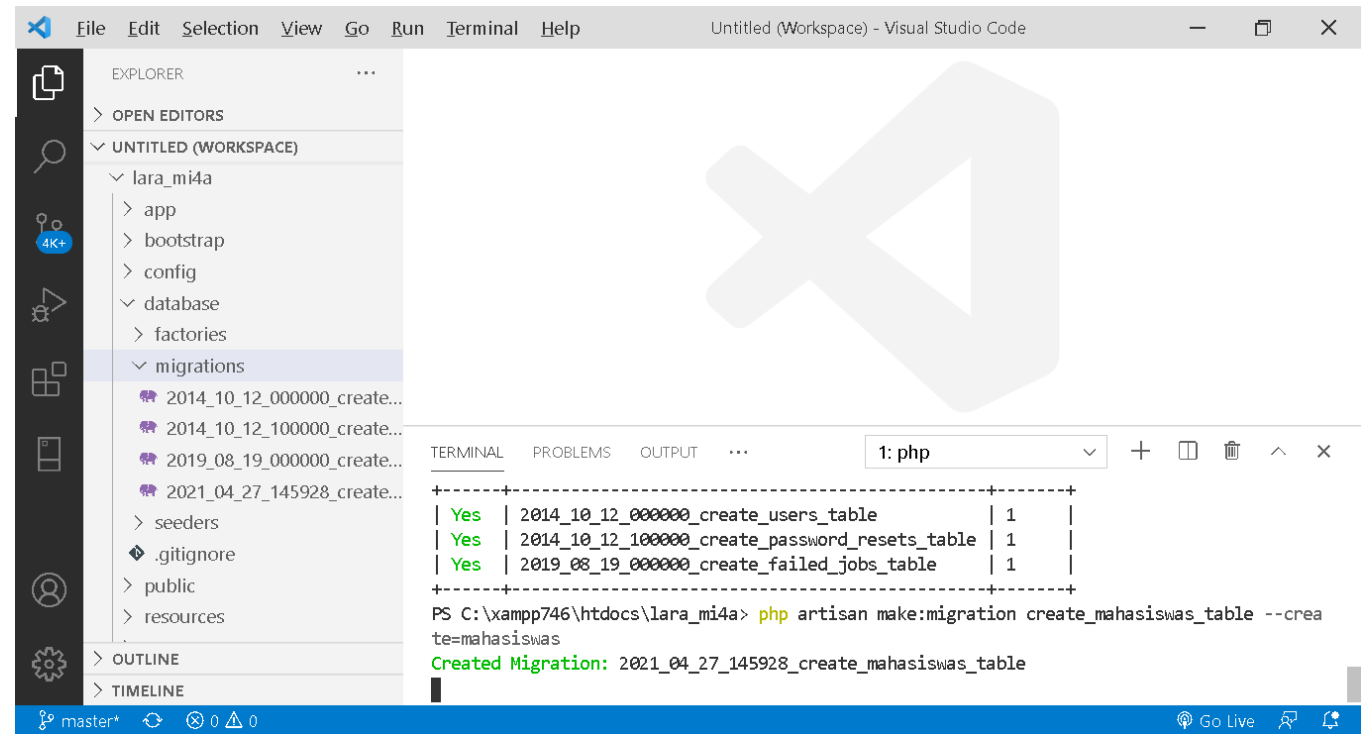 File Edit Selection View Go Run Terminal Help Untitled (Workspace) - Visual Studio Code
EXPLORER ...
OPEN EDITORS
UNTITLED (WORKSPACE)
lara_mi4a
app
bootstrap
4K+
config
database
factories
migrations
2014_10_12_000000_create...
2014_10_12_100000_create...
2019_08_19_000000_create...
2021_04_27_145928_create...
seeders
.gitignore
public
resources
OUTLINE
TIMELINE
TERMINAL PROBLEMS OUTPUT ... 1: php
+------+------------------------------------------------+-------+
| Yes | 2014_10_12_000000_create_users_table | 1 |
| Yes | 2014_10_12_100000_create_password_resets_table | 1 |
| Yes | 2019_08_19_000000_create_failed_jobs_table | 1 |
+------+------------------------------------------------+-------+
PS C:\xampp746\htdocs\lara_mi4a> php artisan make:migration create_mahasiswas_table --crea
te=mahasiswas
Created Migration: 2021_04_27_145928_create_mahasiswas_table
master* 0 0 Go Live